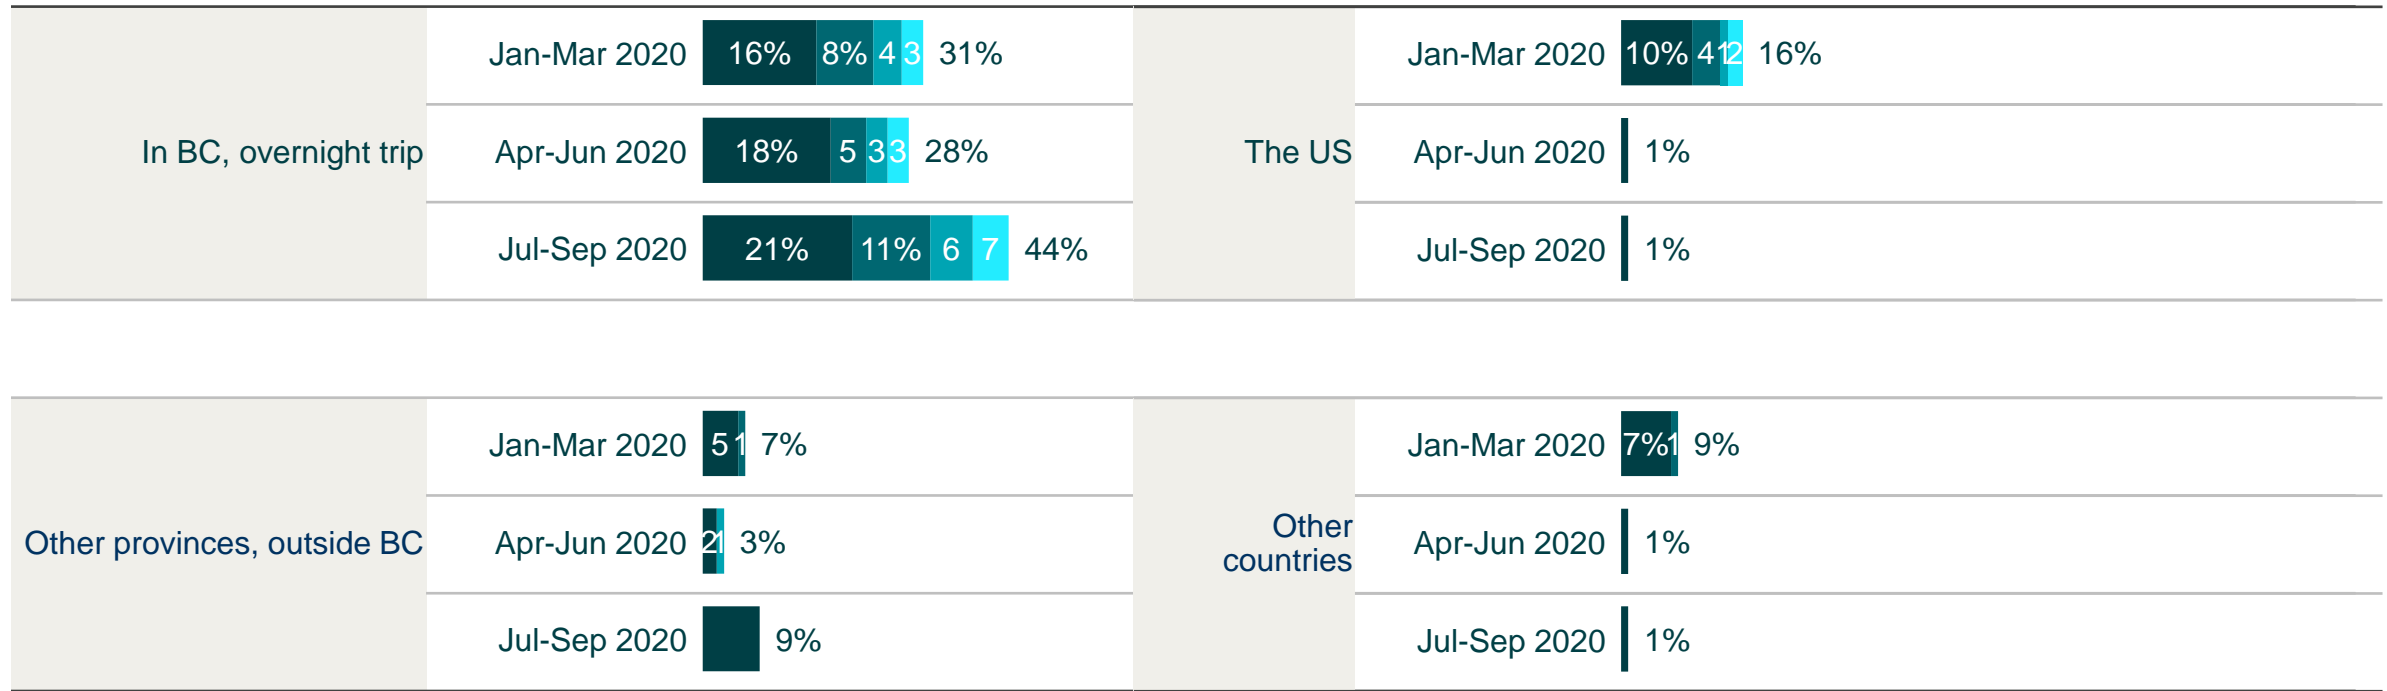 Jan-Mar 2020 16% 8% 4 3 31%
In BC, overnight trip Apr-Jun 2020 18% 5 3 3 28%
Jul-Sep 2020 21% 11% 6 7 44%
Jan-Mar 2020 10% 4 1 2 16%
The US Apr-Jun 2020 1%
Jul-Sep 2020 1%
Jan-Mar 2020 5 1 7%
Other provinces, outside BC Apr-Jun 2020 2 1 3%
Jul-Sep 2020 9%
Jan-Mar 2020 7% 1 9%
Other
countries
Apr-Jun 2020 1%
Jul-Sep 2020 1%